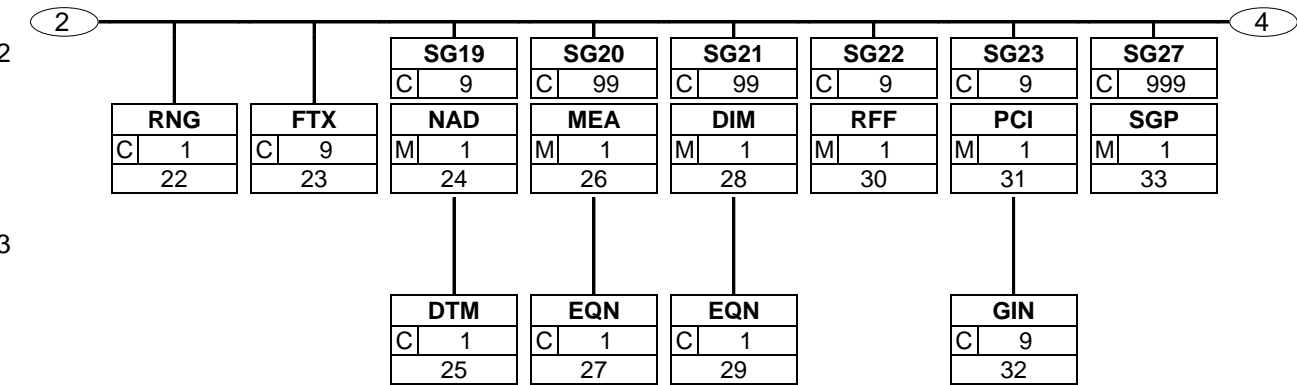 2 4
2
SG19 SG20 SG21 SG22 SG23 SG27
C 9 C 99 C 99 C 9 C 9 C 999
RNG FTX NAD MEA DIM RFF PCI SGP
C 1 C 9 M 1 M 1 M 1 M 1 M 1 M 1
22 23 24 26 28 30 31 33
3
DTM EQN EQN GIN
C 1 C 1 C 1 C 9
25 27 29 32